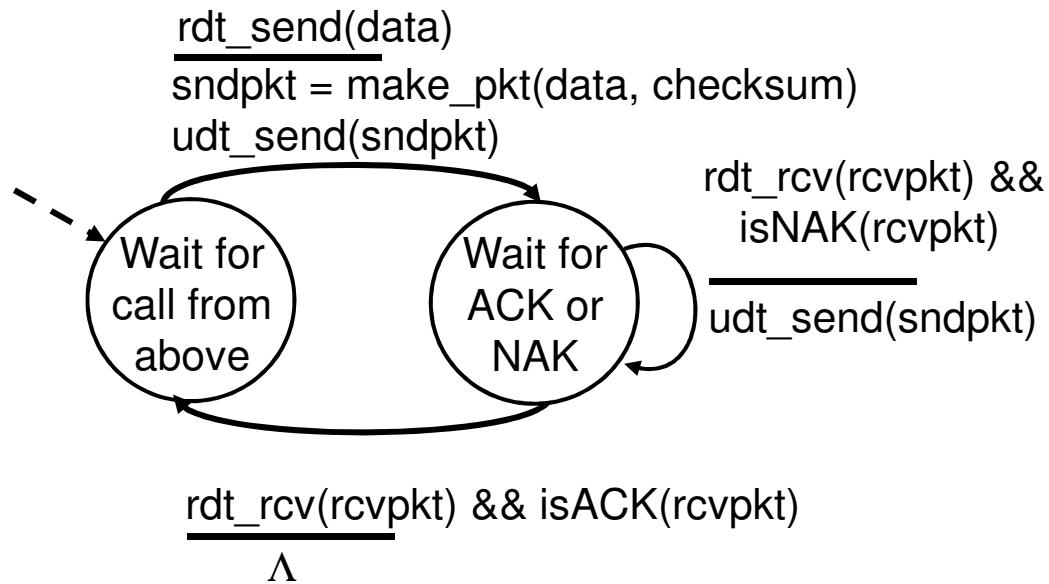 rdt_send(data)
sndpkt = make_pkt(data, checksum)
udt_send(sndpkt)
rdt_rcv(rcvpkt) &&
isNAK(rcvpkt)
udt_send(sndpkt)
Wait for
call from
above
Wait for
ACK or
NAK
rdt_rcv(rcvpkt) && isACK(rcvpkt)
Λ